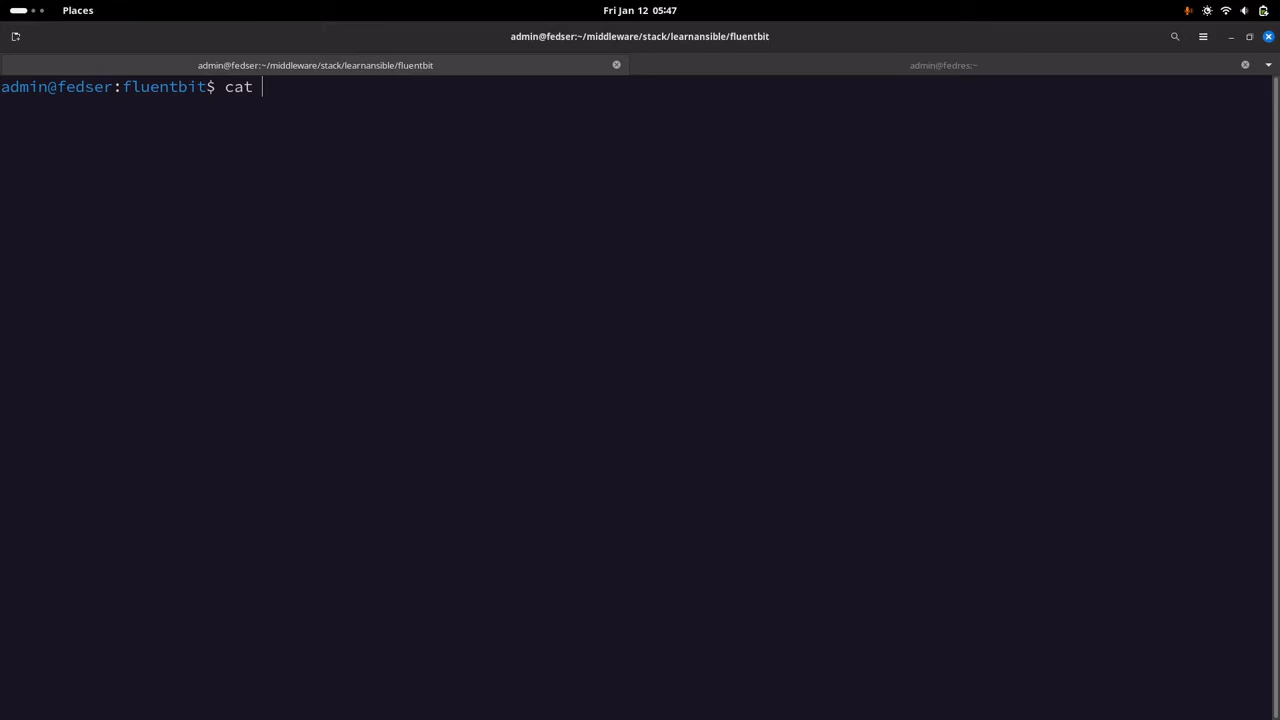 Places
Fri Jan 12 05:47
admin@fedser:~/middleware/stack/learnansible/fluentbit
admin@fedser:~/middleware/stack/learnansible/fluentbit
admin@fedres:~
admin@fedser:fluentbit$ cat